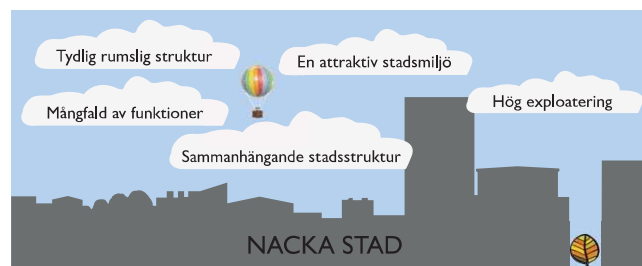 Tydlig rumslig struktur
En attraktiv stadsmiljö
Mångfald av funktioner
Hög exploatering
Sammanhängande stadsstruktur
NACKA STAD